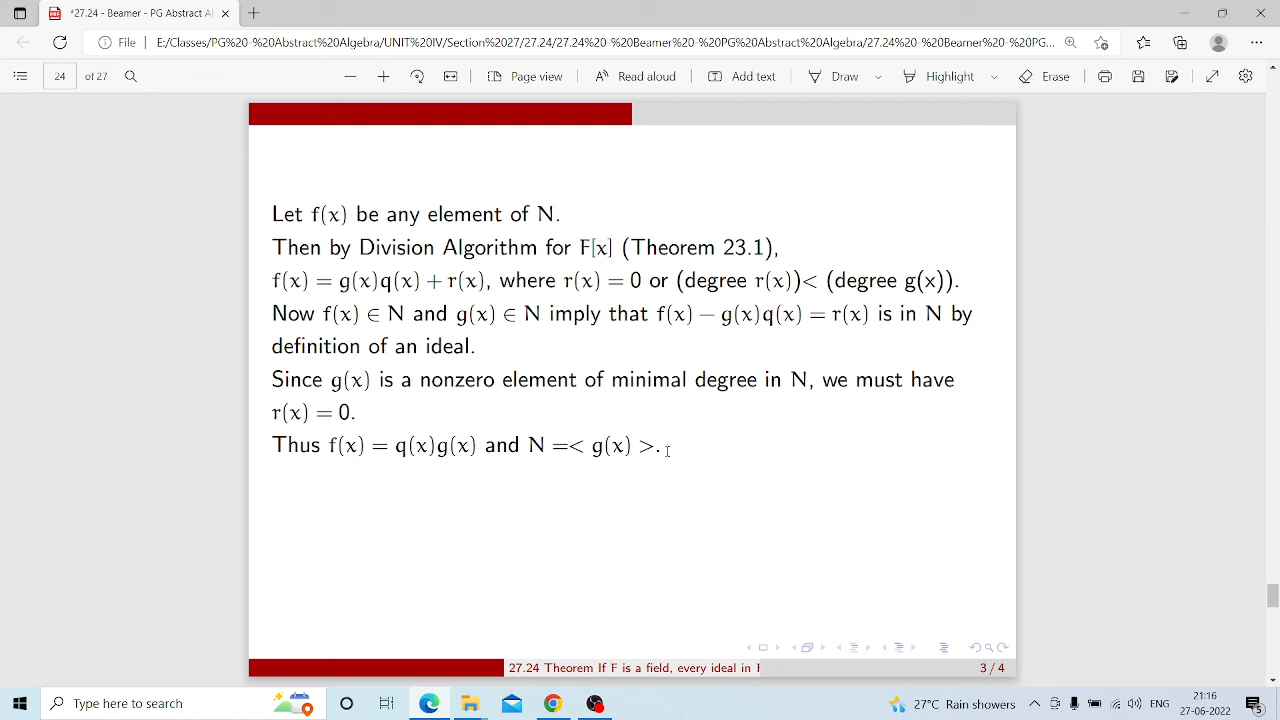 *27.24 - Beamer - PG Abstract Al
File
E:/Classes/PG%20-%20Abstract%20Algebra/UNIT%20IV/Section%2027/27.24/27.24%20-%20Beamer%20-%20PG%20Abstract%20Algebra/27.24%20-%20Beamer%20-%20PG...
24 of 27
Page view
Read aloud
Add text
Draw
Highlight
Erase
Let f(x) be any element of N.
Then by Division Algorithm for F[x] (Theorem 23.1),
f(x) = g(x)q(x) + r(x), where r(x) = 0 or (degree r(x))< (degree g(x)).
Now f(x) ∈ N and g(x) ∈ N imply that f(x) − g(x)q(x) = r(x) is in N by
definition of an ideal.
Since g(x) is a nonzero element of minimal degree in N, we must have
r(x) = 0.
Thus f(x) = q(x)g(x) and N =< g(x) >.
27.24 Theorem If F is a field, every ideal in
3 / 4
Type here to search
27°C Rain showers
ENG
21:16
27-06-2022
5